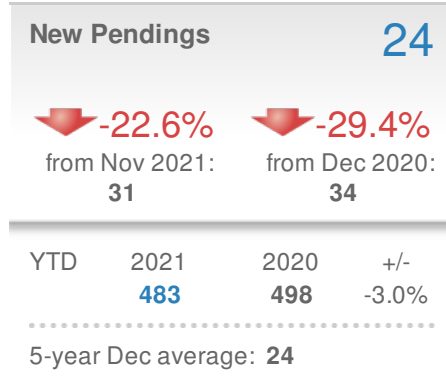 New Pendings 24
-22.6% -29.4%
from Nov 2021: from Dec 2020:
31 34
YTD 2021 2020 +/-
483 498 -3.0%
5-year Dec average: 24